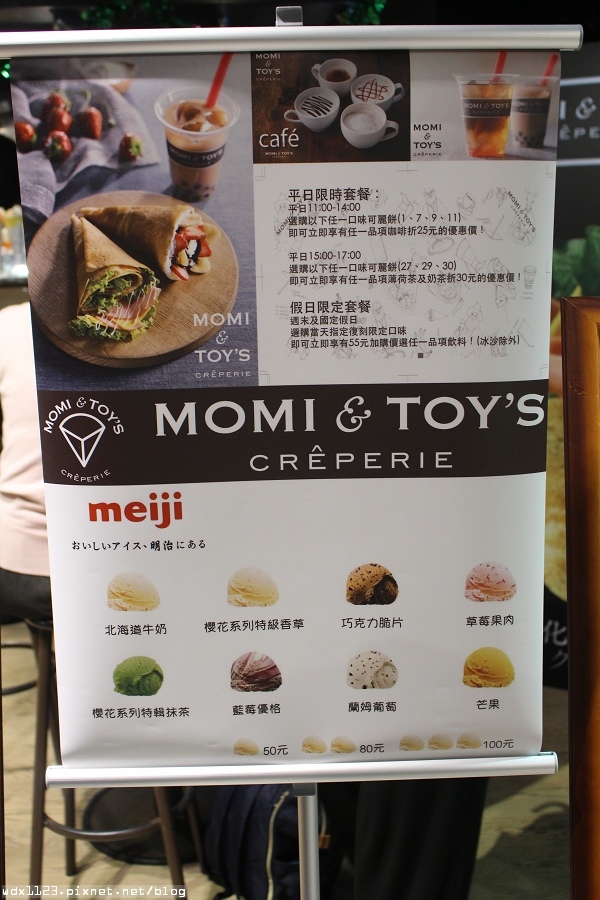 MOMI
&
TOY'S
CRÊPERIE
café
MOMI
&
TOY'S
CRÊPERIE
平日限時套餐：
平日11:00-14:00
選購以下任一口味可麗餅(1、7、9、11)
即可立即享有任一品項咖啡折25元的優惠價！
平日15:00-17:00
選購以下任一口味可麗餅(27、29、30)
即可立即享有任一品項薄荷茶及奶茶折30元的優惠價！
假日限定套餐
週末及國定假日
選購當天指定復刻限定口味
即可立即享有55元加購價選任一品項飲料！(冰沙除外)
MOMI
&
TOY'S
CRÊPERIE
MOMI & TOY'S
CRÊPERIE
MOMI & TOY'S
CRÊPERIE
meiji
おいしいアイス、明治にある
北海道牛奶
櫻花系列特級香草
巧克力脆片
草莓果肉
櫻花系列特輯抹茶
藍莓優格
蘭姆葡萄
芒果
50元
80元
100元
wdx1123.pixnet.net/blog